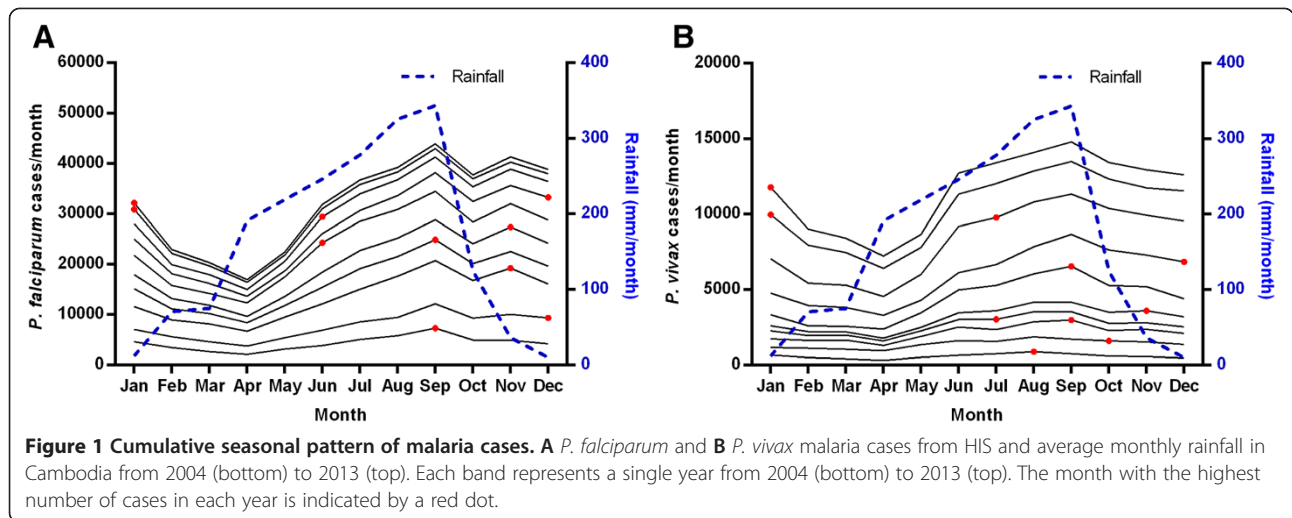 A
B
60000
50000
40000
30000
20000
10000
0
P. falciparum cases/month
Rainfall
400
300
200
100
0
Rainfall (mm/month)
Jan Feb Mar Apr May Jun Jul Aug Sep Oct Nov Dec
Month
20000
15000
10000
5000
0
P. vivax cases/month
Rainfall
400
300
200
100
0
Rainfall (mm/month)
Jan Feb Mar Apr May Jun Jul Aug Sep Oct Nov Dec
Month
Figure 1 Cumulative seasonal pattern of malaria cases. A P. falciparum and B P. vivax malaria cases from HIS and average monthly rainfall in
Cambodia from 2004 (bottom) to 2013 (top). Each band represents a single year from 2004 (bottom) to 2013 (top). The month with the highest
number of cases in each year is indicated by a red dot.